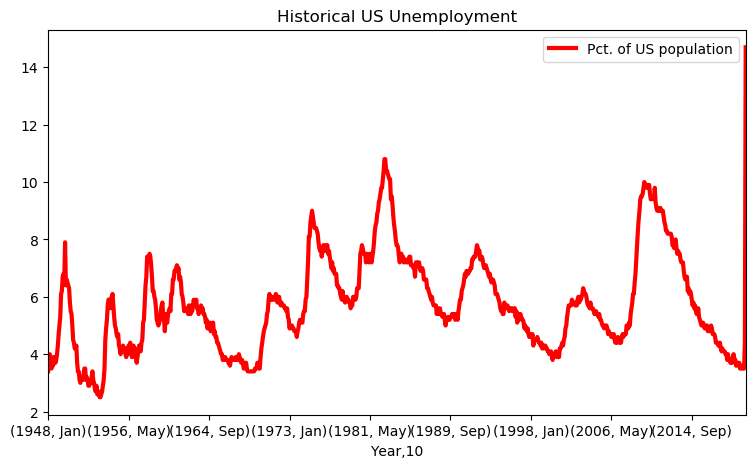 Historical US Unemployment
Pct. of US population
14
12
10
8
6
4
2
(1948, Jan)(1956, May)(1964, Sep)(1973, Jan)(1981, May)(1989, Sep)(1998, Jan)(2006, May)(2014, Sep)
Year,10